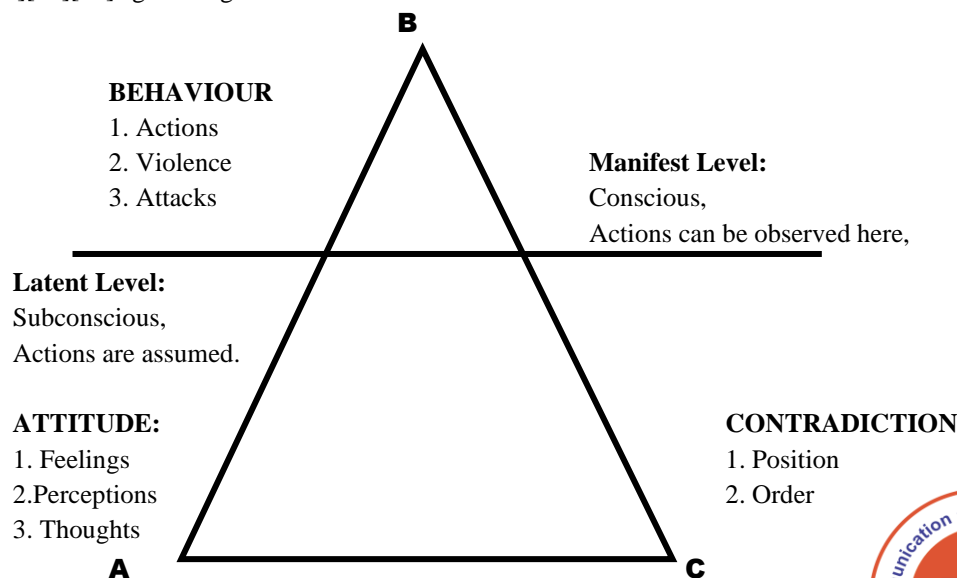 B
BEHAVIOUR
1. Actions
2. Violence
3. Attacks
Manifest Level:
Conscious,
Actions can be observed here,
Latent Level:
Subconscious,
Actions are assumed.
ATTITUDE:
1. Feelings
2.Perceptions
3. Thoughts
CONTRADICTION
1. Position
2. Order
A
C